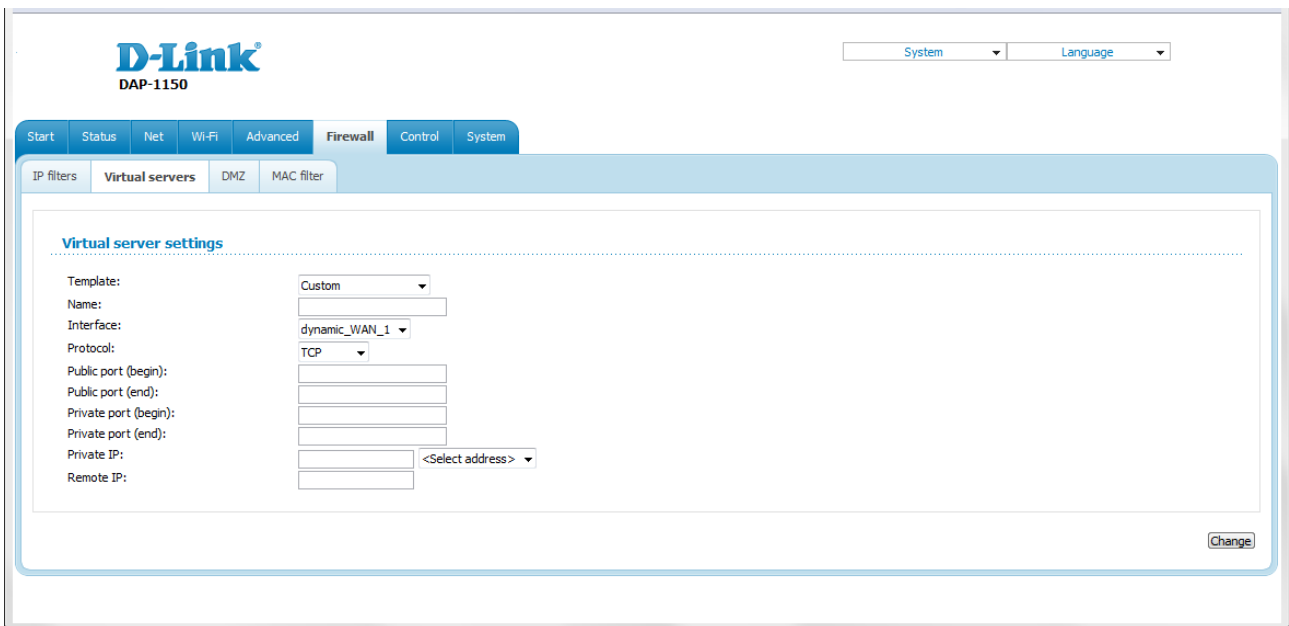 D-Link®
DAP-1150
System Language
Start Status Net Wi-Fi Advanced Firewall Control System
IP filters Virtual servers DMZ MAC filter
Virtual server settings
Template: Custom
Name:
Interface: dynamic_WAN_1
Protocol: TCP
Public port (begin):
Public port (end):
Private port (begin):
Private port (end):
Private IP: <Select address>
Remote IP:
Change